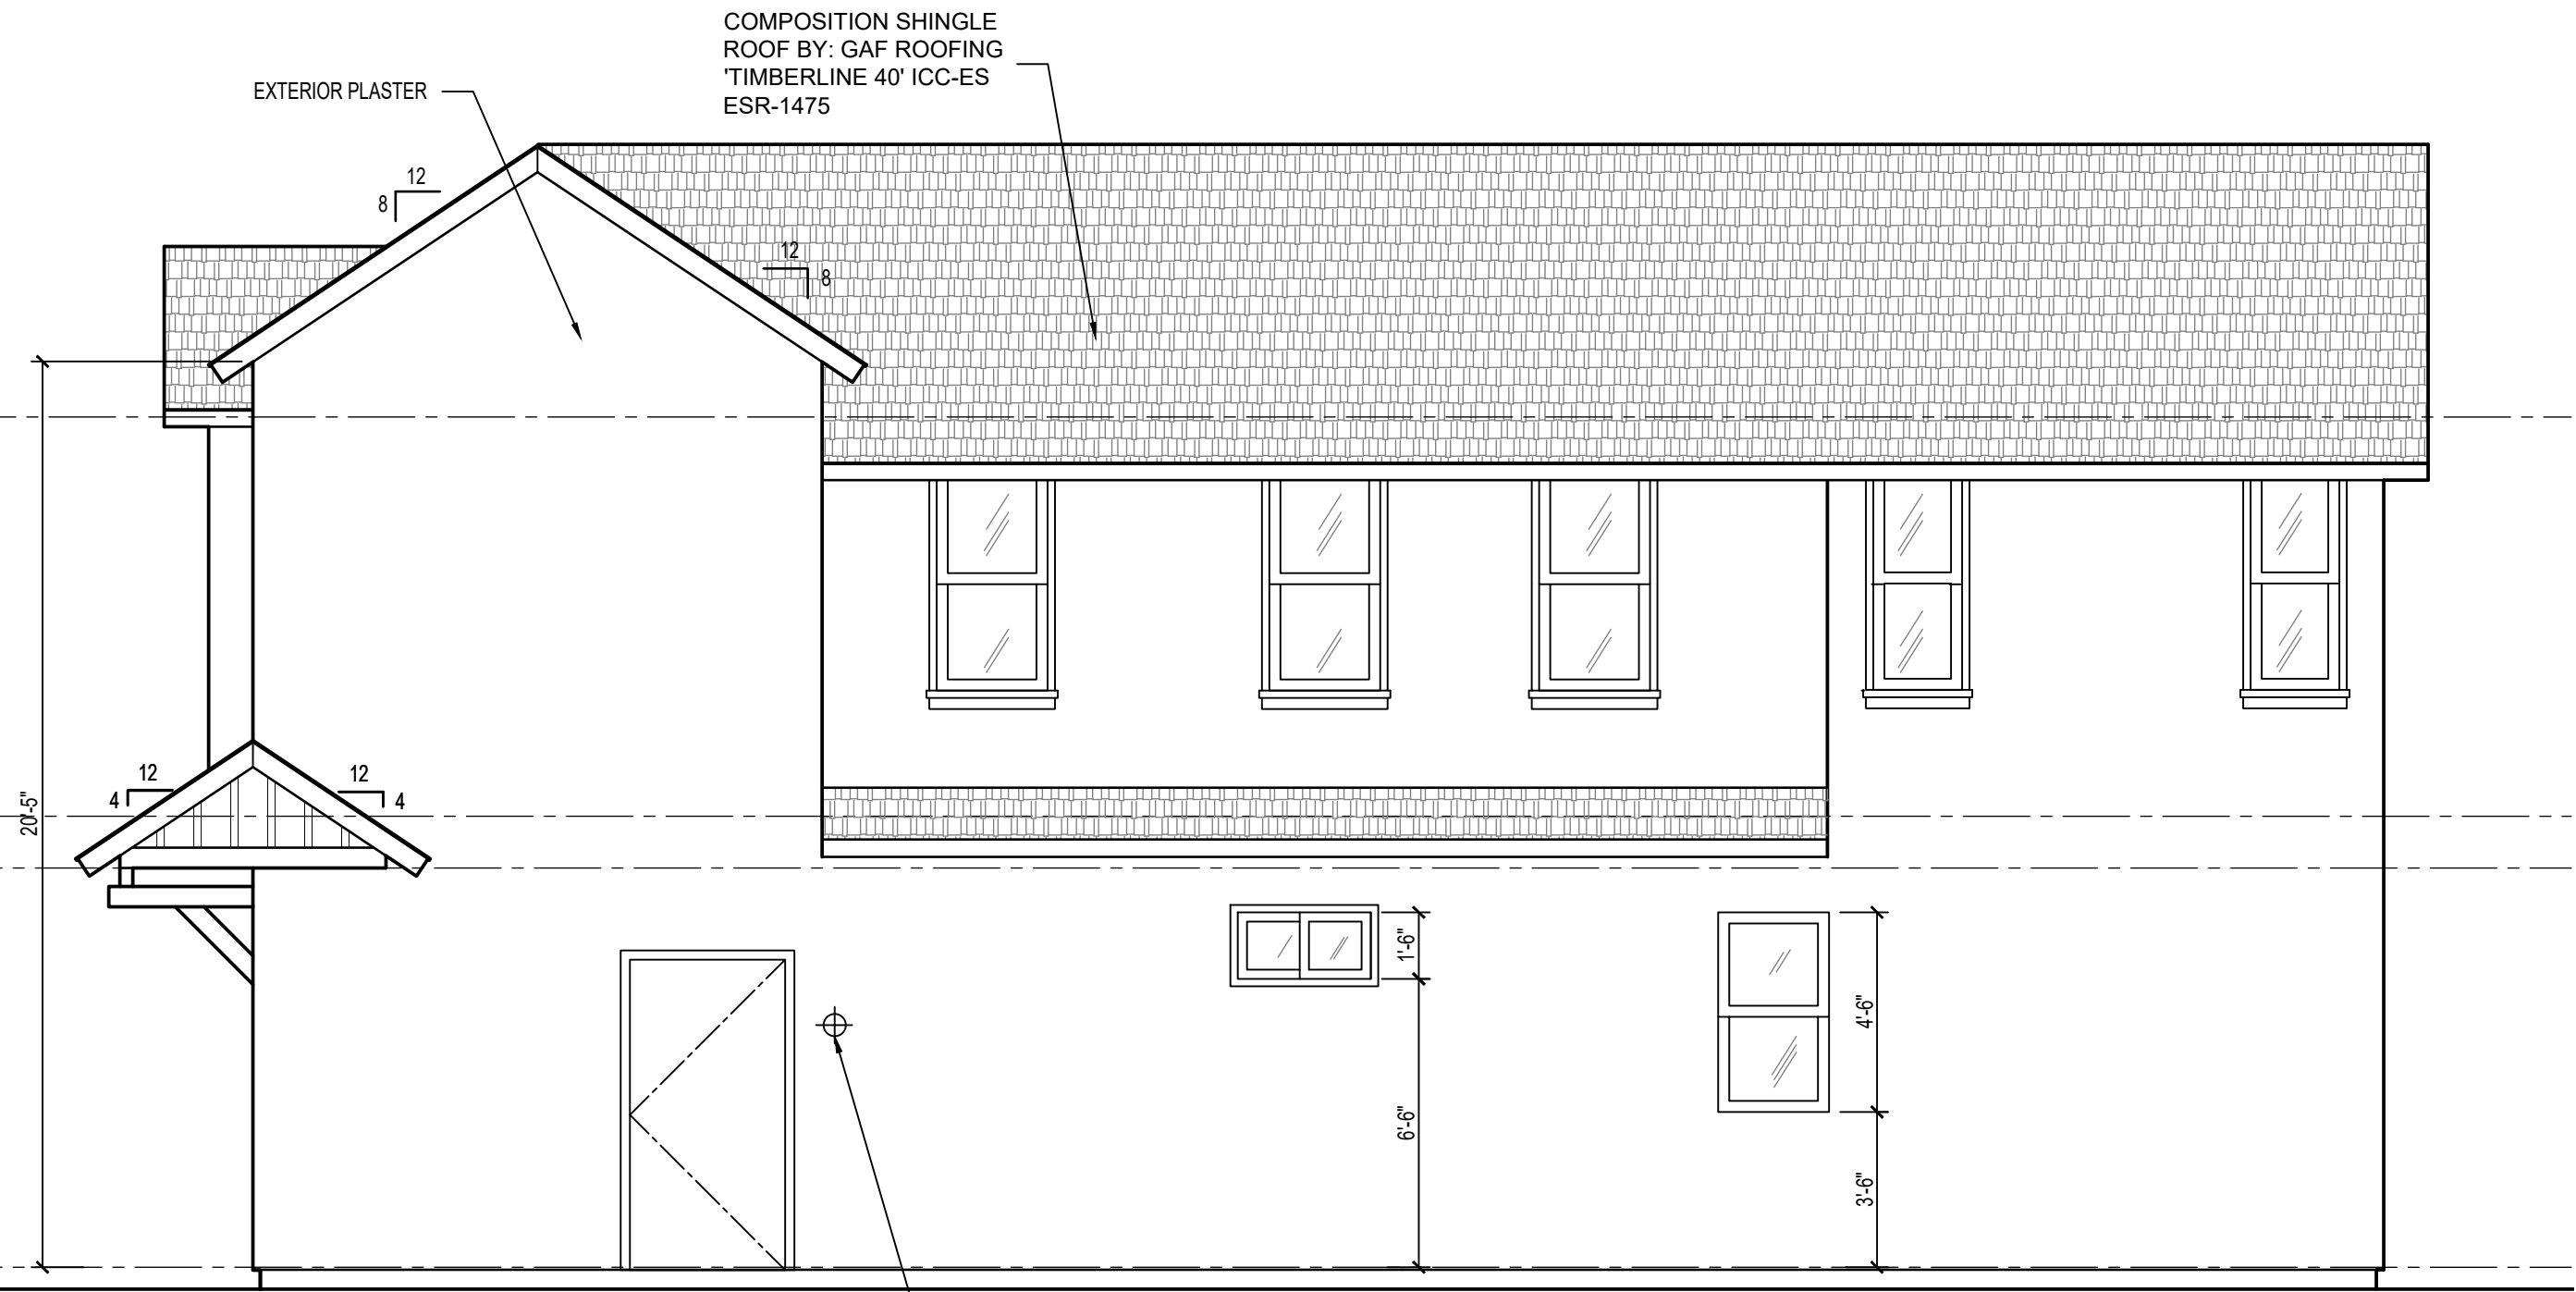 COMPOSITION SHINGLE
ROOF BY: GAF ROOFING
'TIMBERLINE 40' ICC-ES
ESR-1475
EXTERIOR PLASTER
12
8
12
8
12
4
12
4
20'-5"
1'-6"
6'-6"
4'-6"
3'-6"